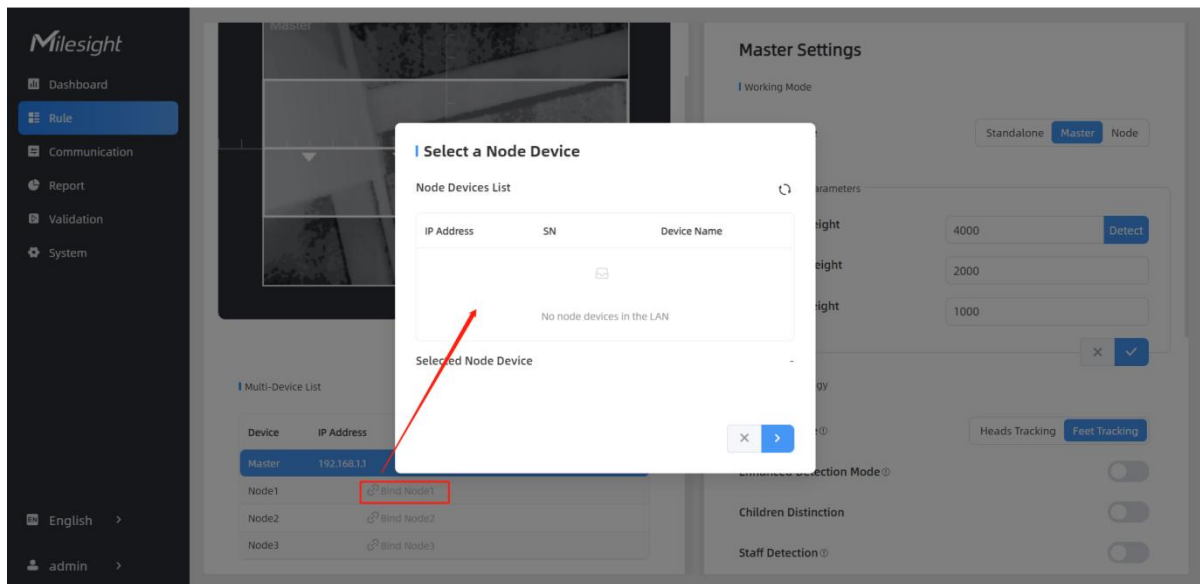 Milesight
Dashboard
Rule
Communication
Report
Validation
System
English
admin
Master
Multi-Device List
Device IP Address
Master 192.168.1.1
Node1 Bind Node1
Node2 Bind Node2
Node3 Bind Node3
Select a Node Device
Node Devices List
IP Address SN Device Name
No node devices in the LAN
Selected Node Device -
Master Settings
Working Mode
Standalone Master Node
4000 Detect
2000
1000
Heads Tracking Feet Tracking
Enhanced Detection Mode
Children Distinction
Staff Detection